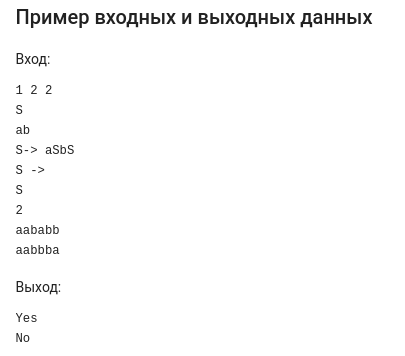 Пример входных и выходных данных
Вход:
1 2 2
S
ab
S-> aSbS
S ->
S
2
aababb
aabbba
Выход:
Yes
No